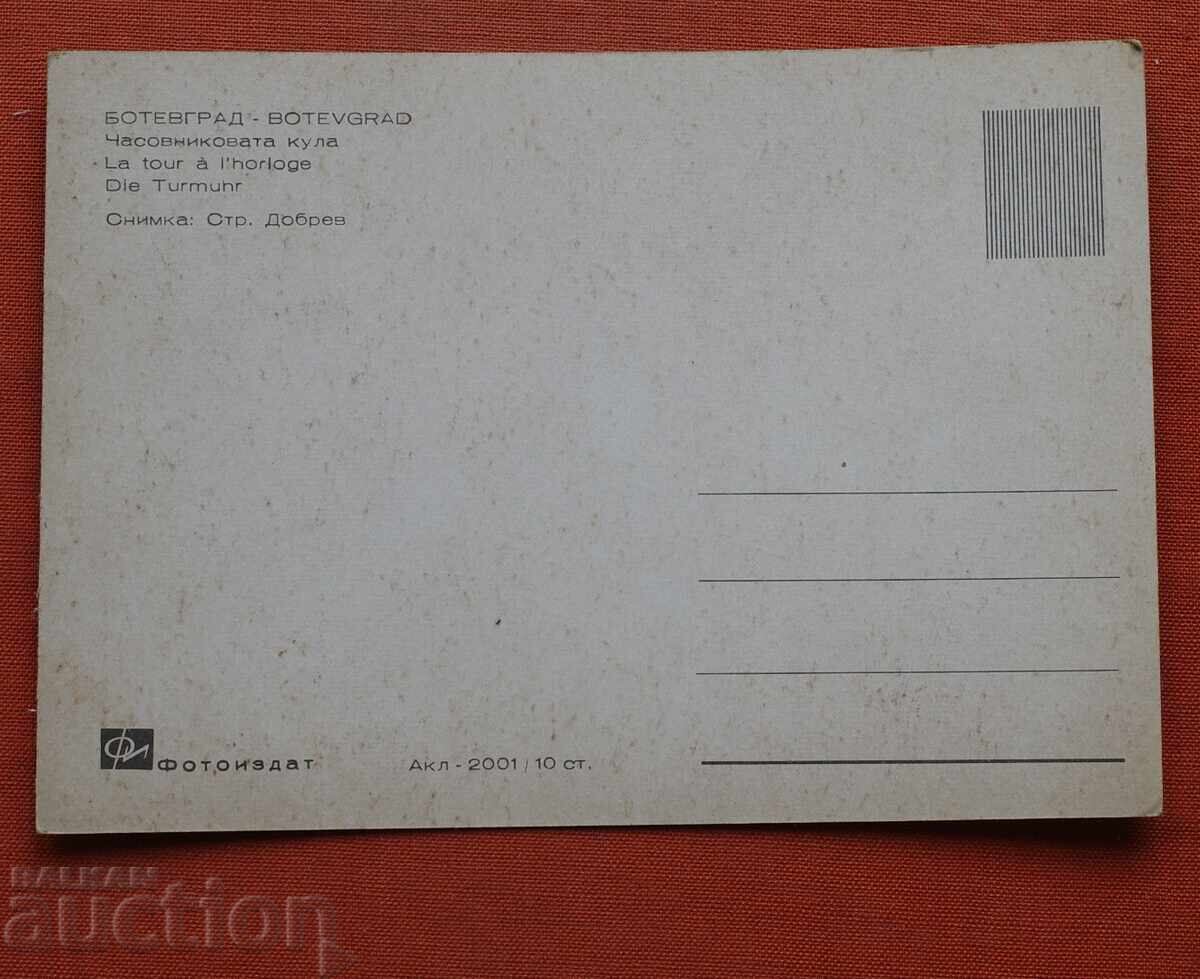 БОТЕВГРАД - BOTEVGRAD
Часовниковата кула
La tour à l'horloge
Die Turmuhr
Снимка: Стр. Добрев
ФИ Фотоиздат
Акл - 2001 / 10 ст.
BALKAN
auction